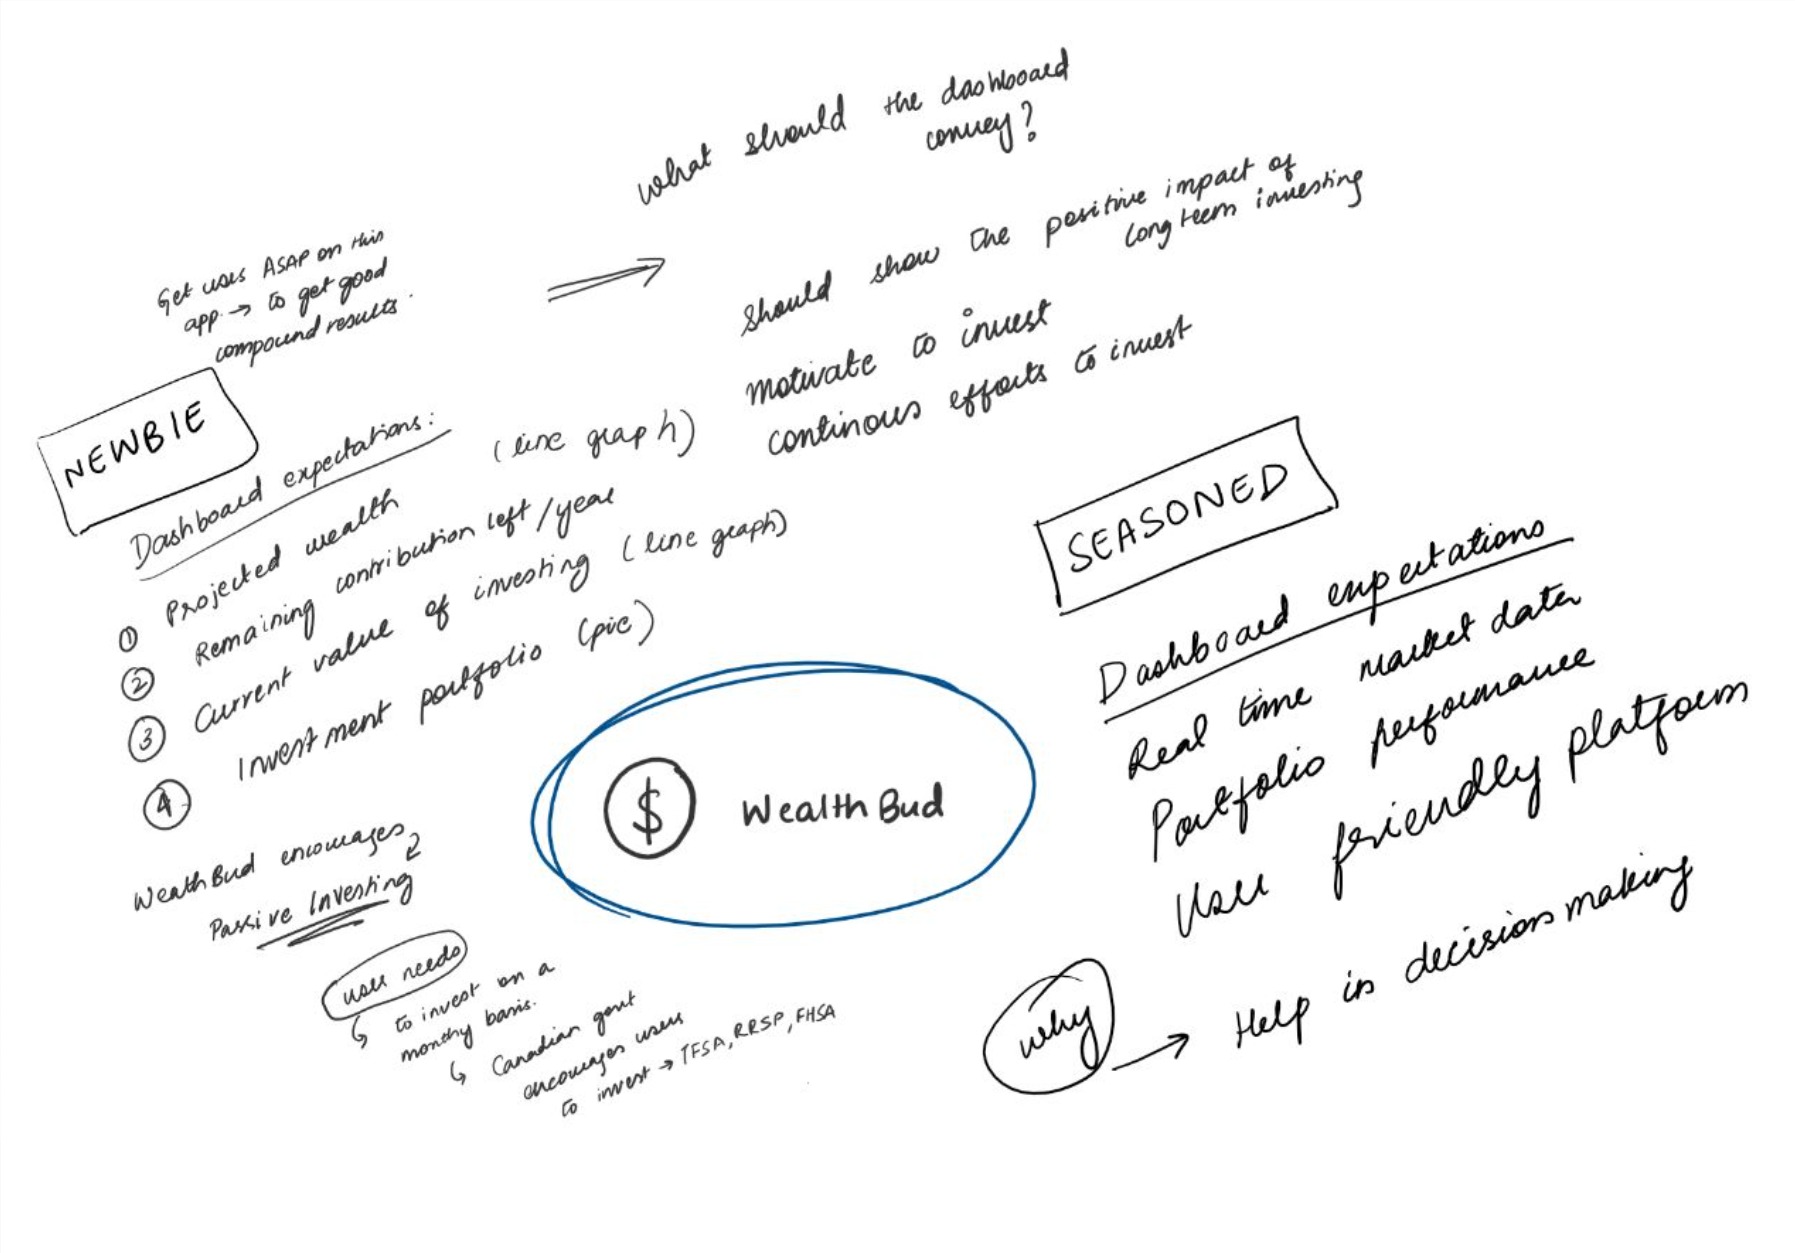 What should the dashboard
convey?
Should show the positive impact of
long term investing
Motivate to invest
continous efforts to invest
Get users ASAP on this
app → to get good
compound results.
NEWBIE
Dashboard expectations:
① Projected wealth (line graph)
② Remaining contribution left/year
③ Current value of investing (line graph)
④ Investment portfolio (pie)
WealthBud encourages
Passive Investing
user needs
↳ to invest on a
monthy basis.
↳ Canadian govt
encourages users
to invest → TFSA, RRSP, FHSA
$ WealthBud
SEASONED
Dashboard expectations
Real time market data
Portfolio performance
User friendly platform
why → Help in decision making